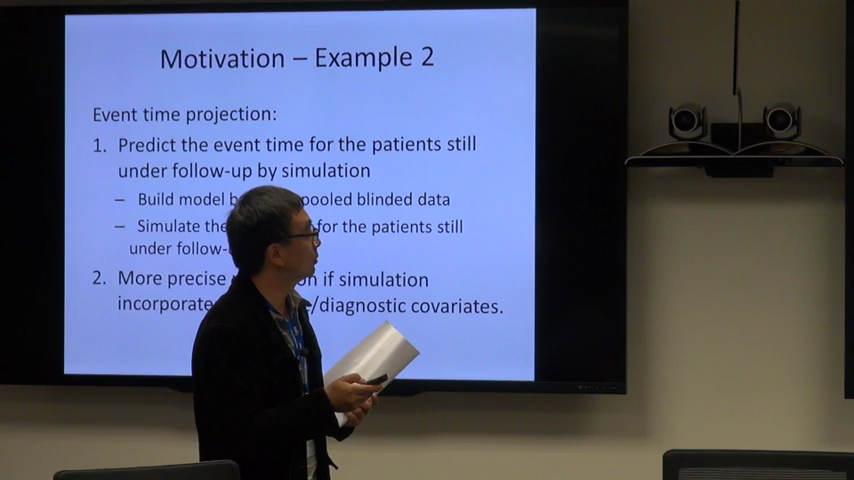 Motivation – Example 2
Event time projection:
1. Predict the event time for the patients still
under follow-up by simulation
– Build model pooled blinded data
– Simulate the for the patients still
under follow-
2. More precise if simulation
incorporate /diagnostic covariates.